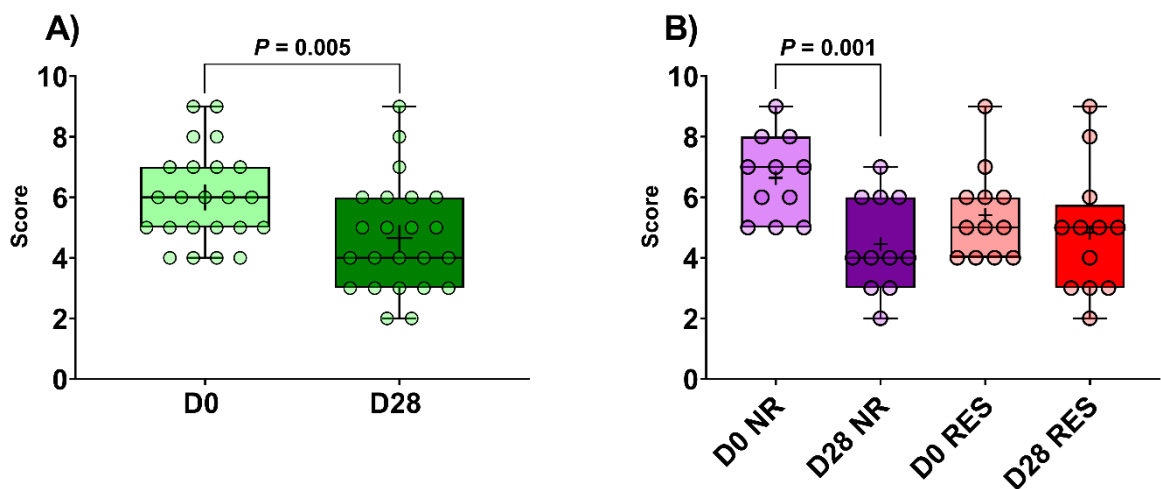 A)
P = 0.005
Score
10
8
6
4
2
0
D0
D28
B)
P = 0.001
Score
10
8
6
4
2
0
D0 NR
D28 NR
D0 RES
D28 RES